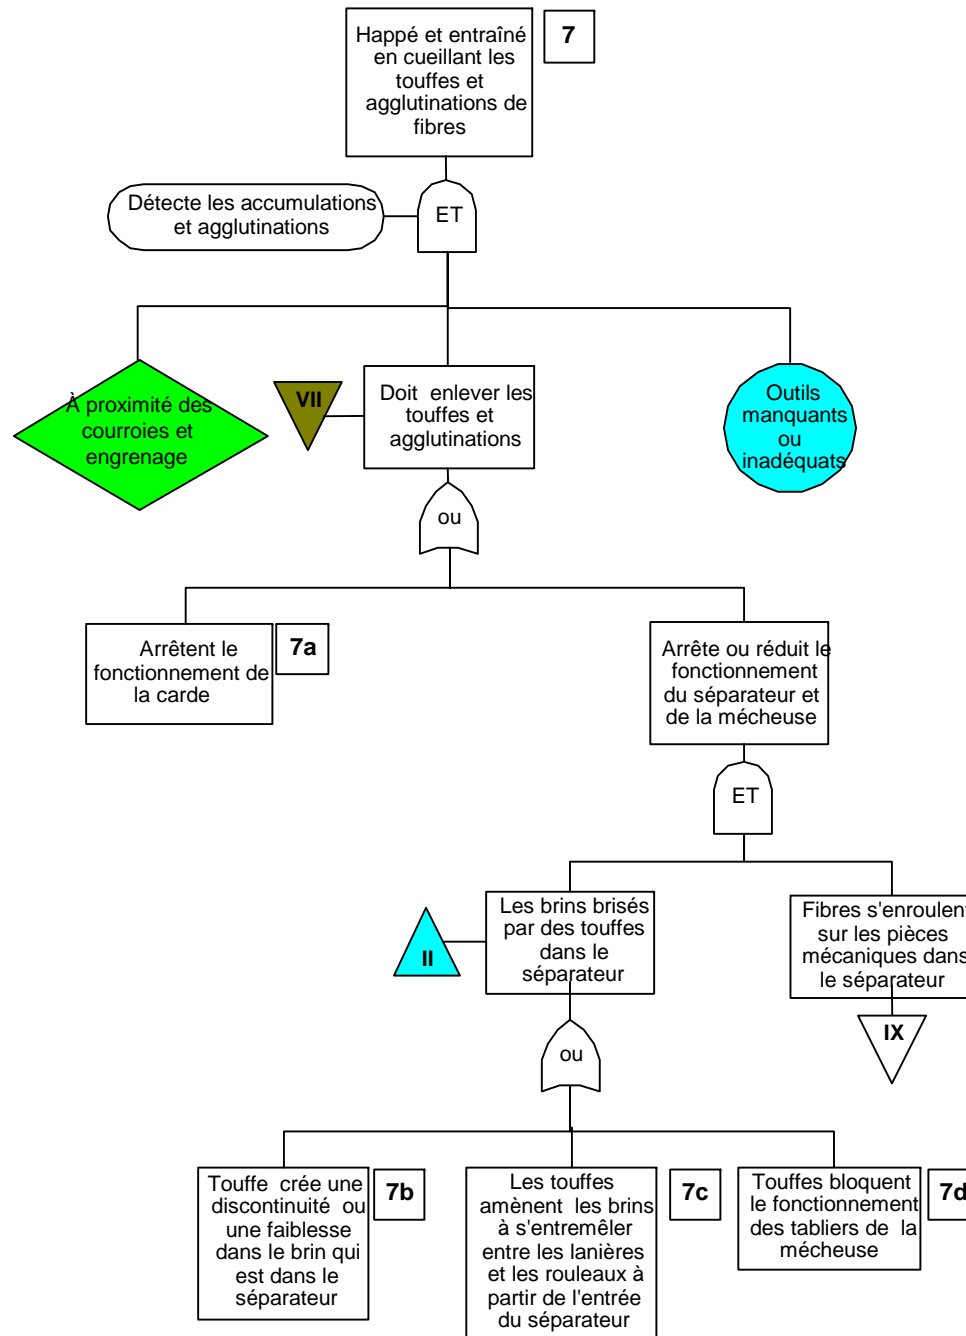 Happé et entraîné
en cueillant les
touffes et
agglutinations de
fibres
7
Détecte les accumulations
et agglutinations
ET
À proximité des
courroies et
engrenage
VII
Doit enlever les
touffes et
agglutinations
Outils
manquants
ou
inadéquats
ou
Arrêtent le
fonctionnement de
la carde
7a
Arrête ou réduit le
fonctionnement
du séparateur et
de la mécheuse
ET
II
Les brins brisés
par des touffes
dans le
séparateur
Fibres s'enroulent
sur les pièces
mécaniques dans
le séparateur
IX
ou
Touffe crée une
discontinuité ou
une faiblesse
dans le brin qui
est dans le
séparateur
7b
Les touffes
amènent les brins
à s'entremêler
entre les lanières
et les rouleaux à
partir de l'entrée
du séparateur
7c
Touffes bloquent
le fonctionnement
des tabliers de la
mécheuse
7d